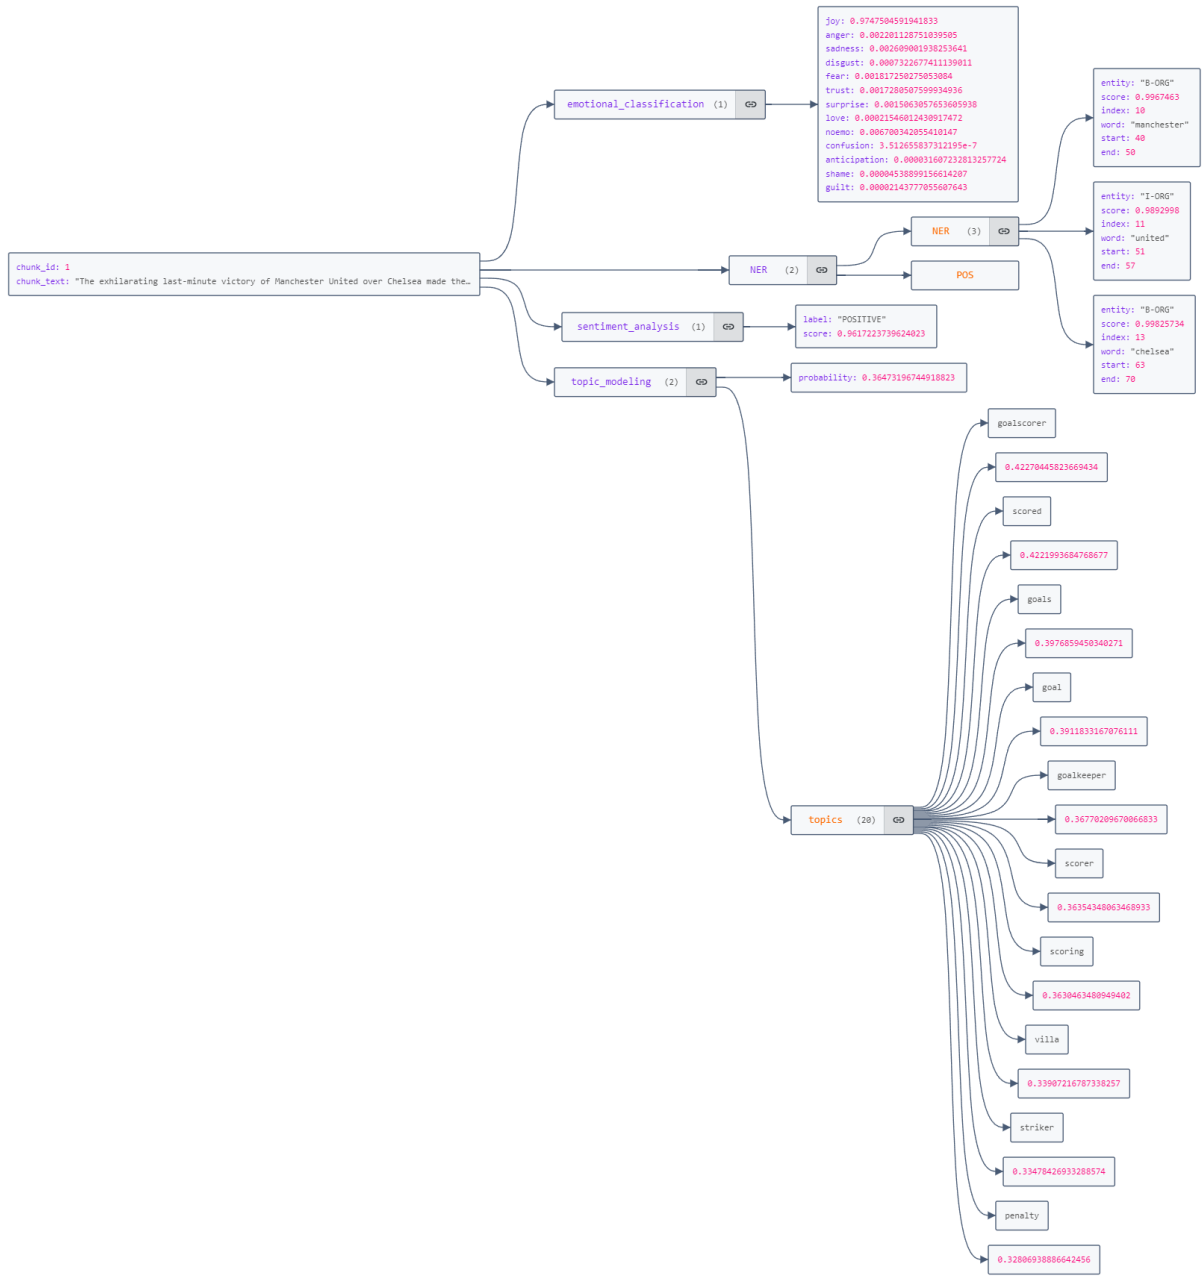 chunk_id: 1
chunk_text: "The exhilarating last-minute victory of Manchester United over Chelsea made the…
emotional_classification (1)
joy: 0.9747504591941833
anger: 0.002201128751039505
sadness: 0.002609001938253641
disgust: 0.0007322677411139011
fear: 0.001817250275053084
trust: 0.0017280507599934936
surprise: 0.0015063057653605938
love: 0.00021546012430917472
noemo: 0.006700342055410147
confusion: 3.512655837312195e-7
anticipation: 0.000031607232813257724
shame: 0.00004538899156614207
guilt: 0.00002143777055607643
NER (2)
NER (3)
entity: "B-ORG"
score: 0.9967463
index: 10
word: "manchester"
start: 40
end: 50
entity: "I-ORG"
score: 0.9892998
index: 11
word: "united"
start: 51
end: 57
entity: "B-ORG"
score: 0.99825734
index: 13
word: "chelsea"
start: 63
end: 70
POS
sentiment_analysis (1)
label: "POSITIVE"
score: 0.9617223739624023
topic_modeling (2)
probability: 0.36473196744918823
topics (20)
goalscorer
0.42270445823669434
scored
0.4221993684768677
goals
0.3976859450340271
goal
0.3911833167076111
goalkeeper
0.36770209670066833
scorer
0.36354348063468933
scoring
0.3630463480949402
villa
0.33907216787338257
striker
0.33478426933288574
penalty
0.32806938886642456